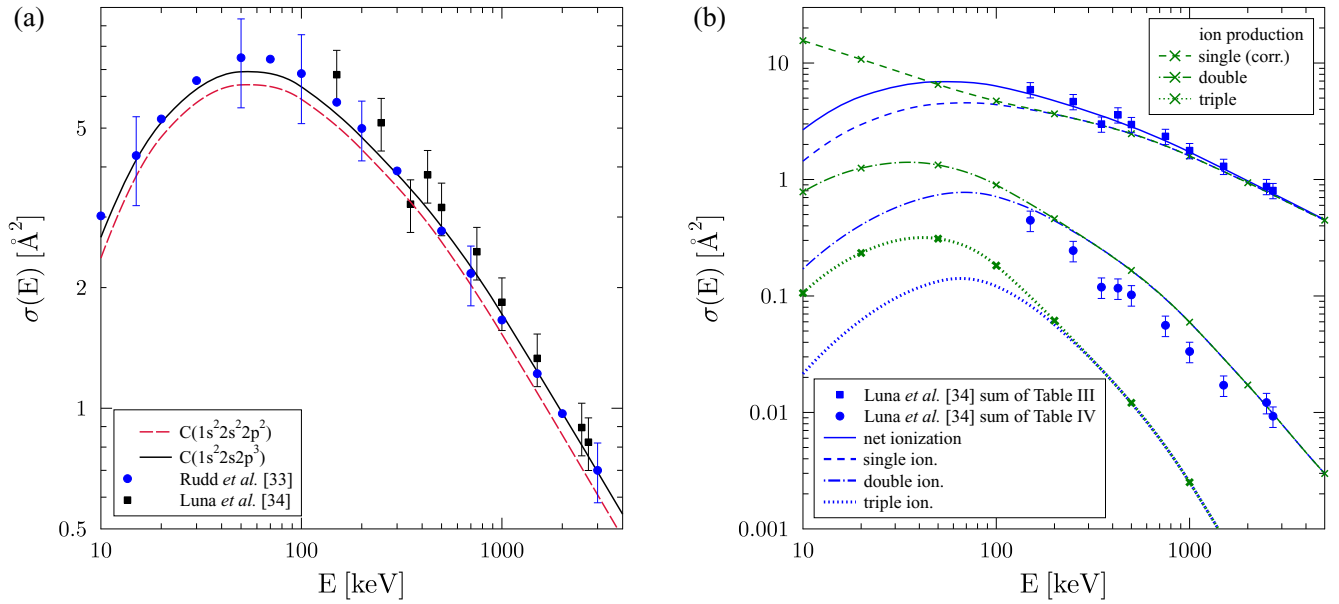 (a)
σ(E) [Å²]
5
2
1
0.5
10
100
1000
E [keV]
C(1s²2s²2p²)
C(1s²2s2p³)
Rudd et al. [33]
Luna et al. [34]
(b)
σ(E) [Å²]
10
1
0.1
0.01
0.001
10
100
1000
E [keV]
ion production
single (corr.)
double
triple
Luna et al. [34] sum of Table III
Luna et al. [34] sum of Table IV
net ionization
single ion.
double ion.
triple ion.